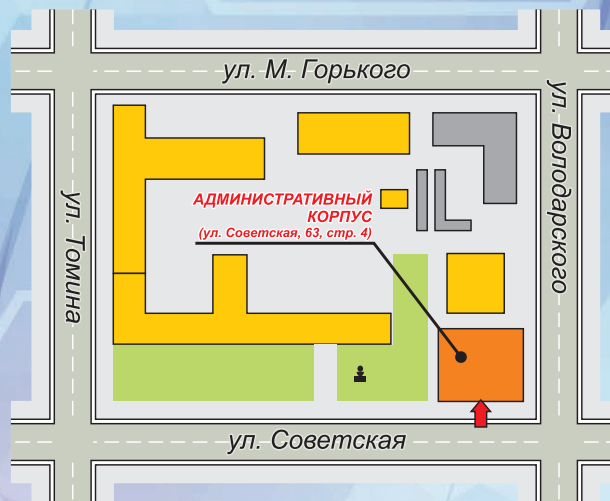 ул. М. Горького
ул. Володарского
АДМИНИСТРАТИВНЫЙ
КОРПУС
(ул. Советская, 63, стр. 4)
ул. Томина
ул. Советская